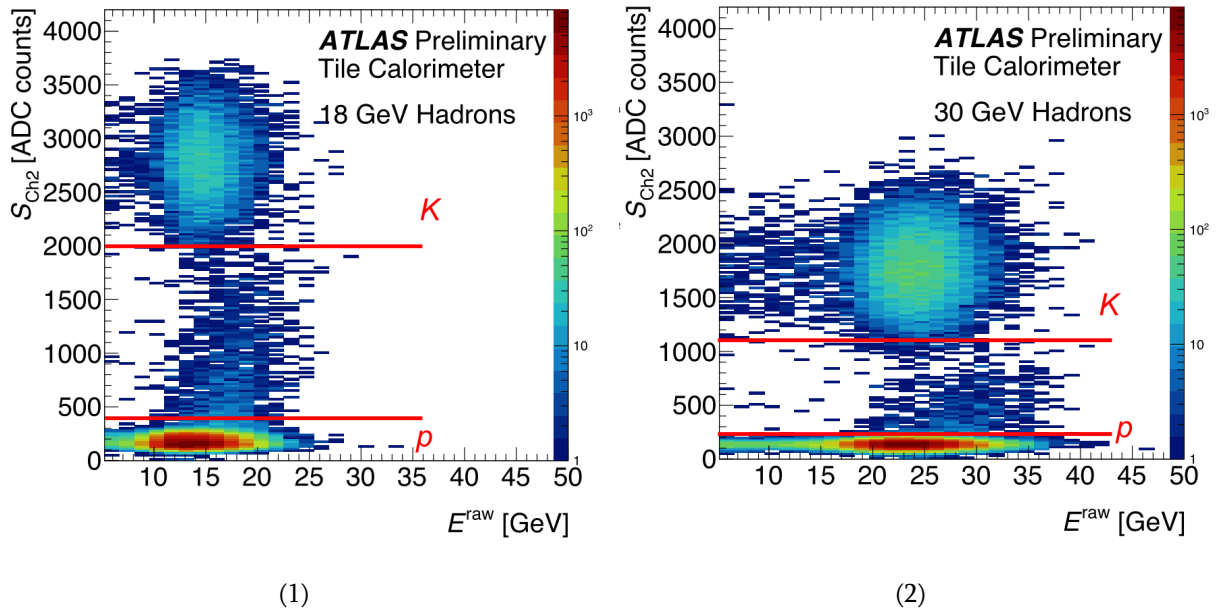 ATLAS Preliminary
Tile Calorimeter
18 GeV Hadrons
S_Ch2 [ADC counts]
4000
3500
3000
2500
2000
1500
1000
500
0
K
p
10 15 20 25 30 35 40 45 50
E^raw [GeV]
10^3
10^2
10
1
(1)
ATLAS Preliminary
Tile Calorimeter
30 GeV Hadrons
S_Ch2 [ADC counts]
4000
3500
3000
2500
2000
1500
1000
500
0
K
p
10 15 20 25 30 35 40 45 50
E^raw [GeV]
10^3
10^2
10
1
(2)